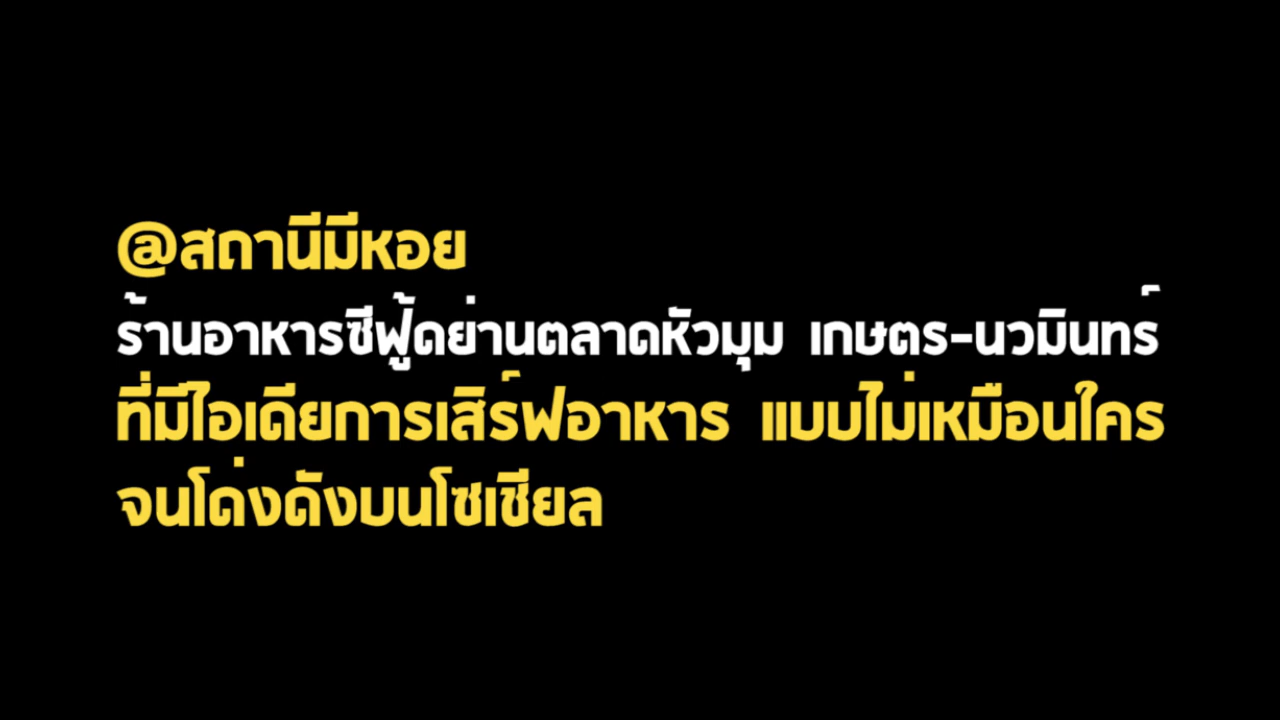 @สถานีมีหอย
ร้านอาหารซีฟู้ดย่านตลาดหัวมุม เกษตร-นวมินทร์
ที่มีไอเดียการเสิร์ฟอาหาร แบบไม่เหมือนใคร
จนโด่งดังบนโซเชียล